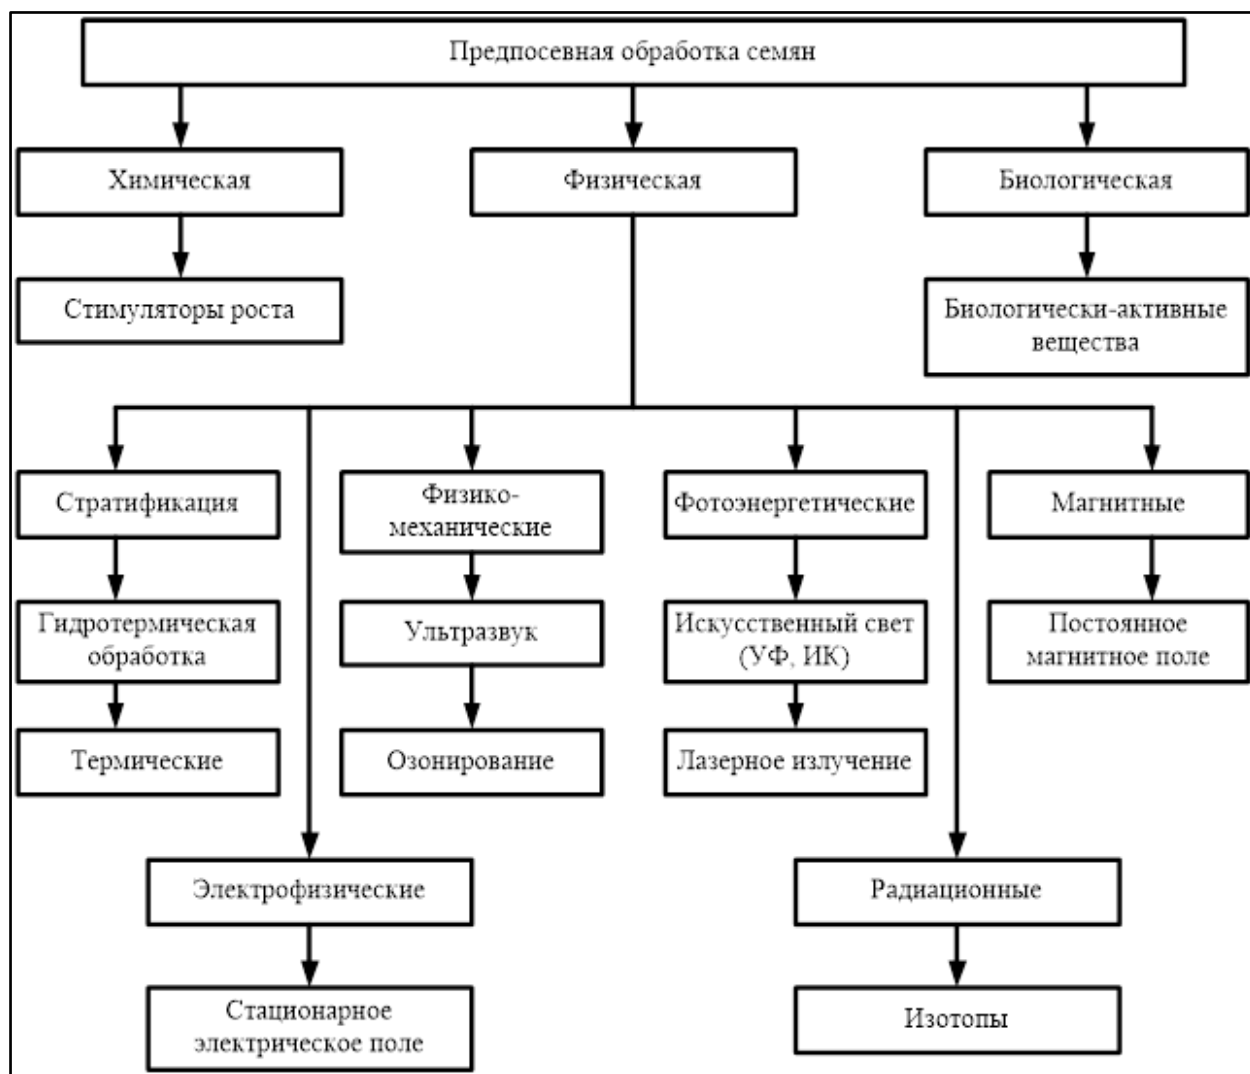 Предпосевная обработка семян
Химическая
Физическая
Биологическая
Стимуляторы роста
Биологически-активные
вещества
Стратификация
Физико-
механические
Фотоэнергетические
Магнитные
Гидротермическая
обработка
Ультразвук
Искусственный свет
(УФ, ИК)
Постоянное
магнитное поле
Термические
Озонирование
Лазерное излучение
Электрофизические
Радиационные
Стационарное
электрическое поле
Изотопы